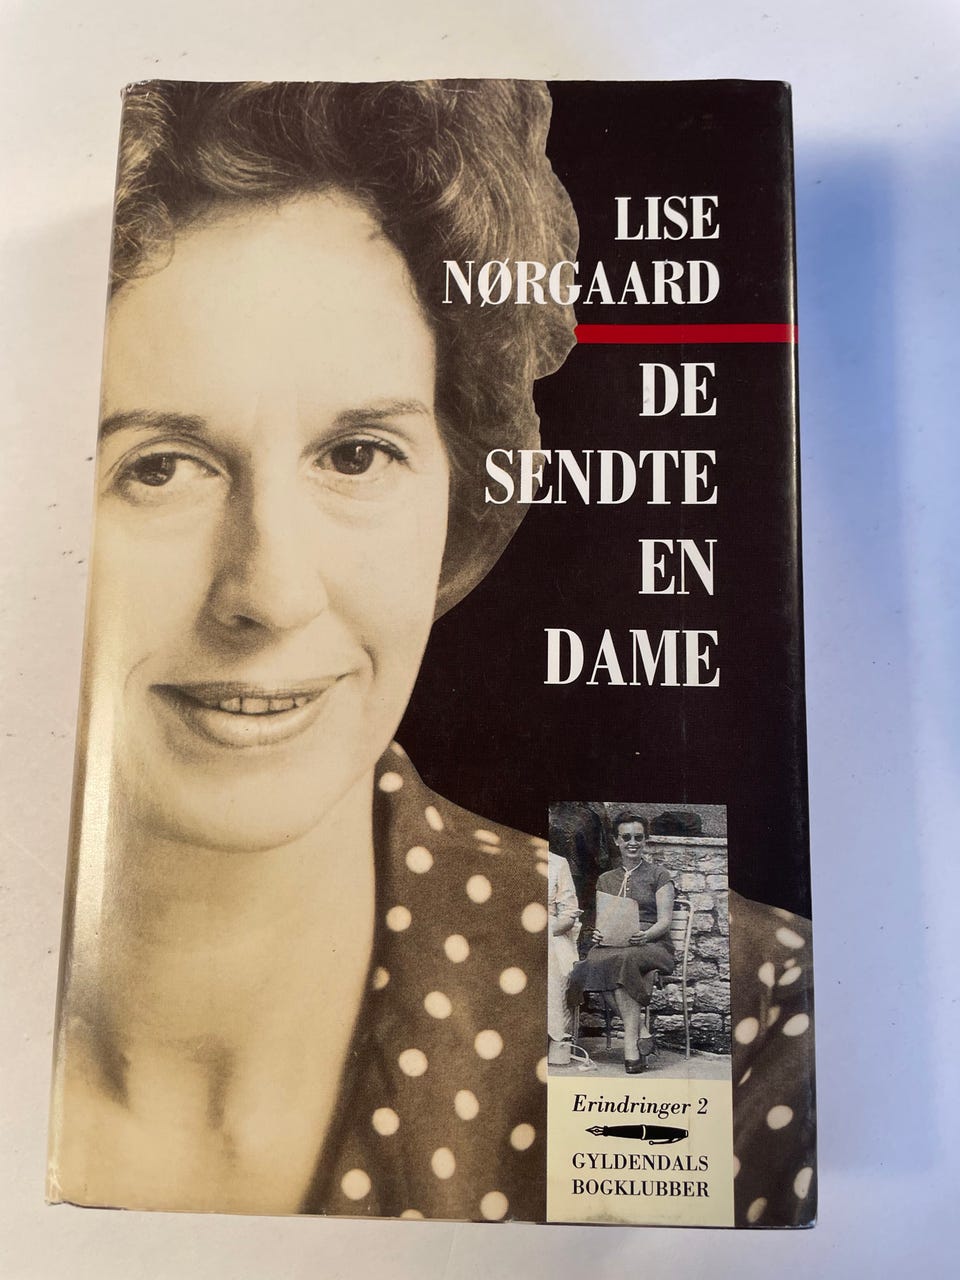 LISE
NØRGAARD
DE
SENDTE
EN
DAME
Erindringer 2
GYLDENDALS
BOGKLUBBER